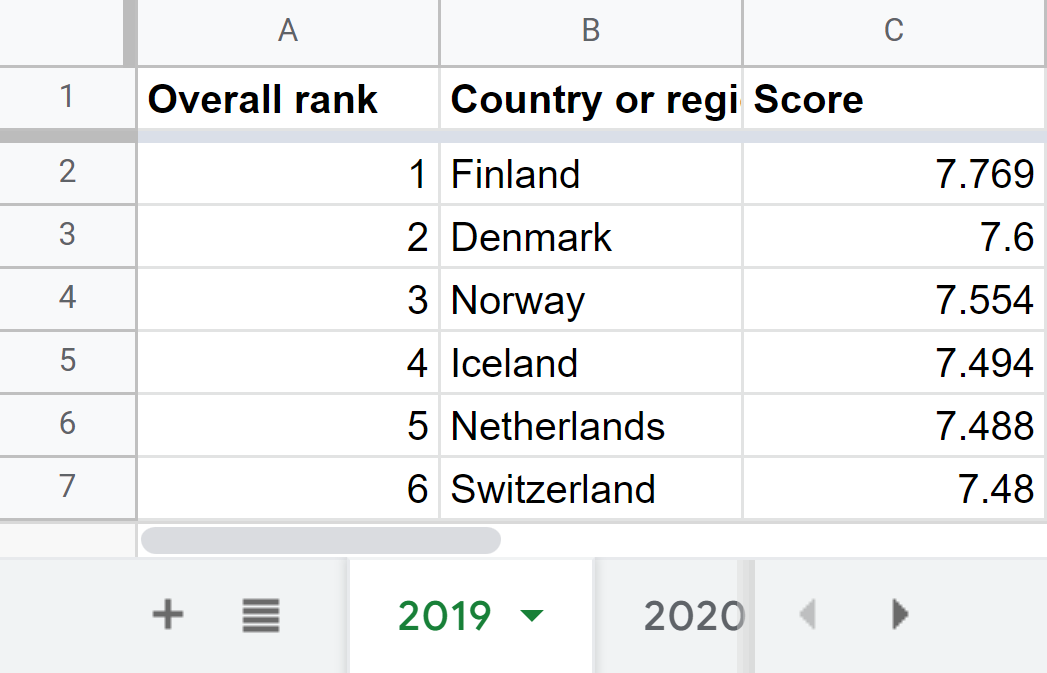 A B C
1 Overall rank Country or regi Score
2 1 Finland 7.769
3 2 Denmark 7.6
4 3 Norway 7.554
5 4 Iceland 7.494
6 5 Netherlands 7.488
7 6 Switzerland 7.48
2019 2020